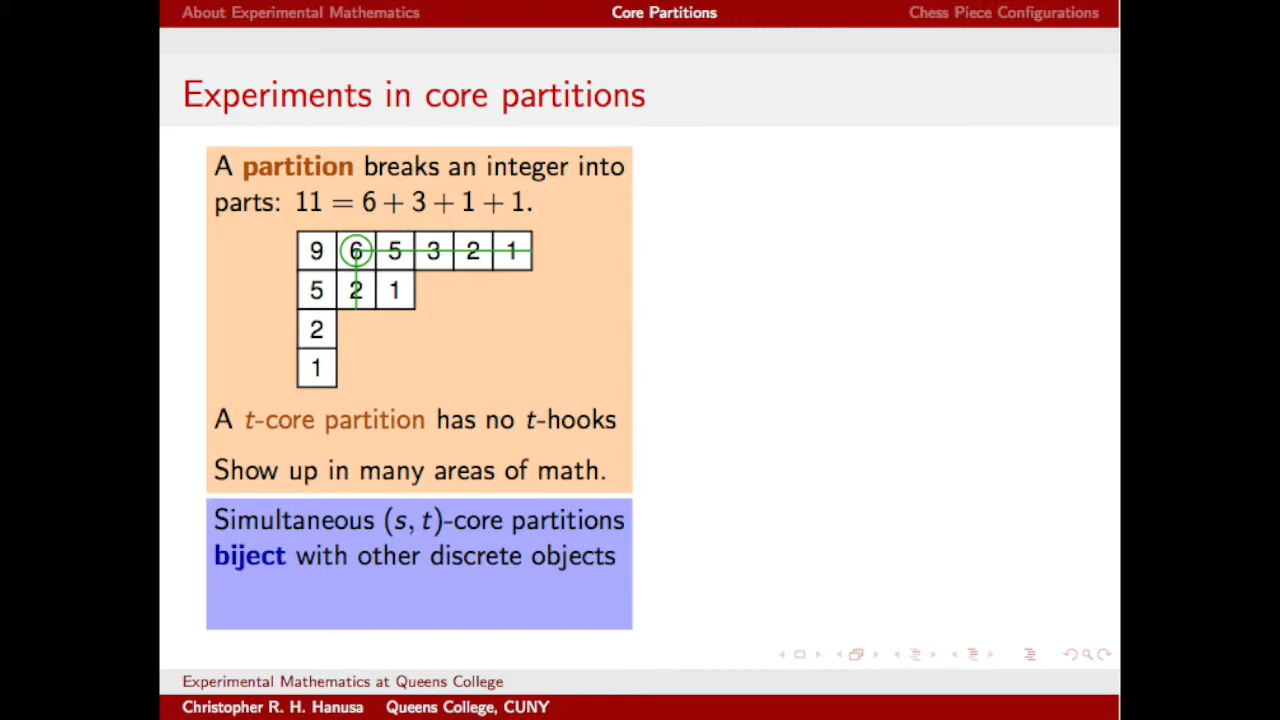 About Experimental Mathematics Core Partitions Chess Piece Configurations
Experiments in core partitions
A partition breaks an integer into
parts: 11 = 6 + 3 + 1 + 1.
9 6 5 3 2 1
5 2 1
2
1
A t-core partition has no t-hooks
Show up in many areas of math.
Simultaneous (s, t)-core partitions
biject with other discrete objects
Experimental Mathematics at Queens College
Christopher R. H. Hanusa Queens College, CUNY